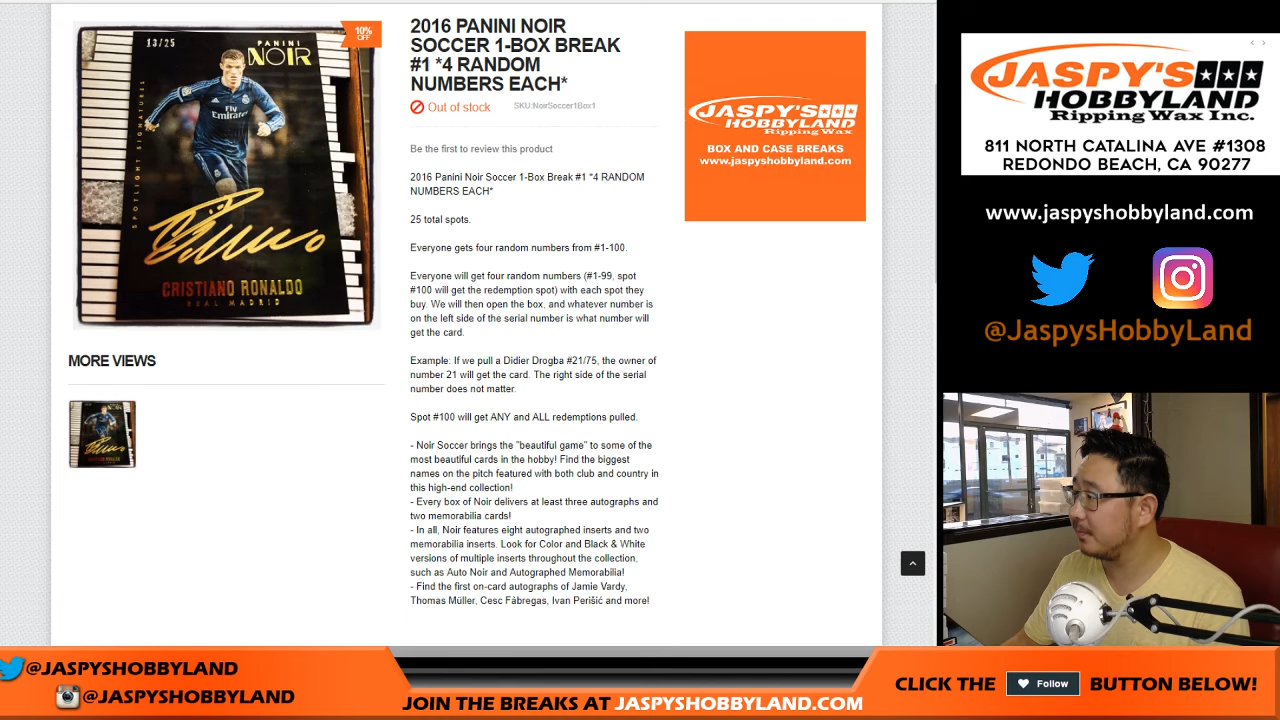 10%
OFF
13/25
PANINI
NOIR
SPOTLIGHT SIGNATURES
Fly
Emirates
CRISTIANO RONALDO
REAL MADRID
MORE VIEWS
2016 PANINI NOIR
SOCCER 1-BOX BREAK
#1 *4 RANDOM
NUMBERS EACH*
Out of stock
SKU:NoirSoccer1Box1
Be the first to review this product
2016 Panini Noir Soccer 1-Box Break #1 *4 RANDOM
NUMBERS EACH*
25 total spots.
Everyone gets four random numbers from #1-100.
Everyone will get four random numbers (#1-99, spot
#100 will get the redemption spot) with each spot they
buy. We will then open the box, and whatever number is
on the left side of the serial number is what number will
get the card.
Example: If we pull a Didier Drogba #21/75, the owner of
number 21 will get the card. The right side of the serial
number does not matter.
Spot #100 will get ANY and ALL redemptions pulled.
- Noir Soccer brings the "beautiful game" to some of the
most beautiful cards in the hobby! Find the biggest
names on the pitch featured with both club and country in
this high-end collection!
- Every box of Noir delivers at least three autographs and
two memorabilia cards!
- In all, Noir features eight autographed inserts and two
memorabilia inserts. Look for Color and Black & White
versions of multiple inserts throughout the collection,
such as Auto Noir and Autographed Memorabilia!
- Find the first on-card autographs of Jamie Vardy,
Thomas Müller, Cesc Fàbregas, Ivan Perišić and more!
JASPY'S
HOBBYLAND
Ripping Wax
BOX AND CASE BREAKS
www.jaspyshobbyland.com
JASPY'S
HOBBYLAND
Ripping Wax Inc.
811 NORTH CATALINA AVE #1308
REDONDO BEACH, CA 90277
www.jaspyshobbyland.com
@JaspysHobbyLand
@JASPYSHOBBYLAND
@JASPYSHOBBYLAND
JOIN THE BREAKS AT JASPYSHOBBYLAND.COM
CLICK THE Follow BUTTON BELOW!